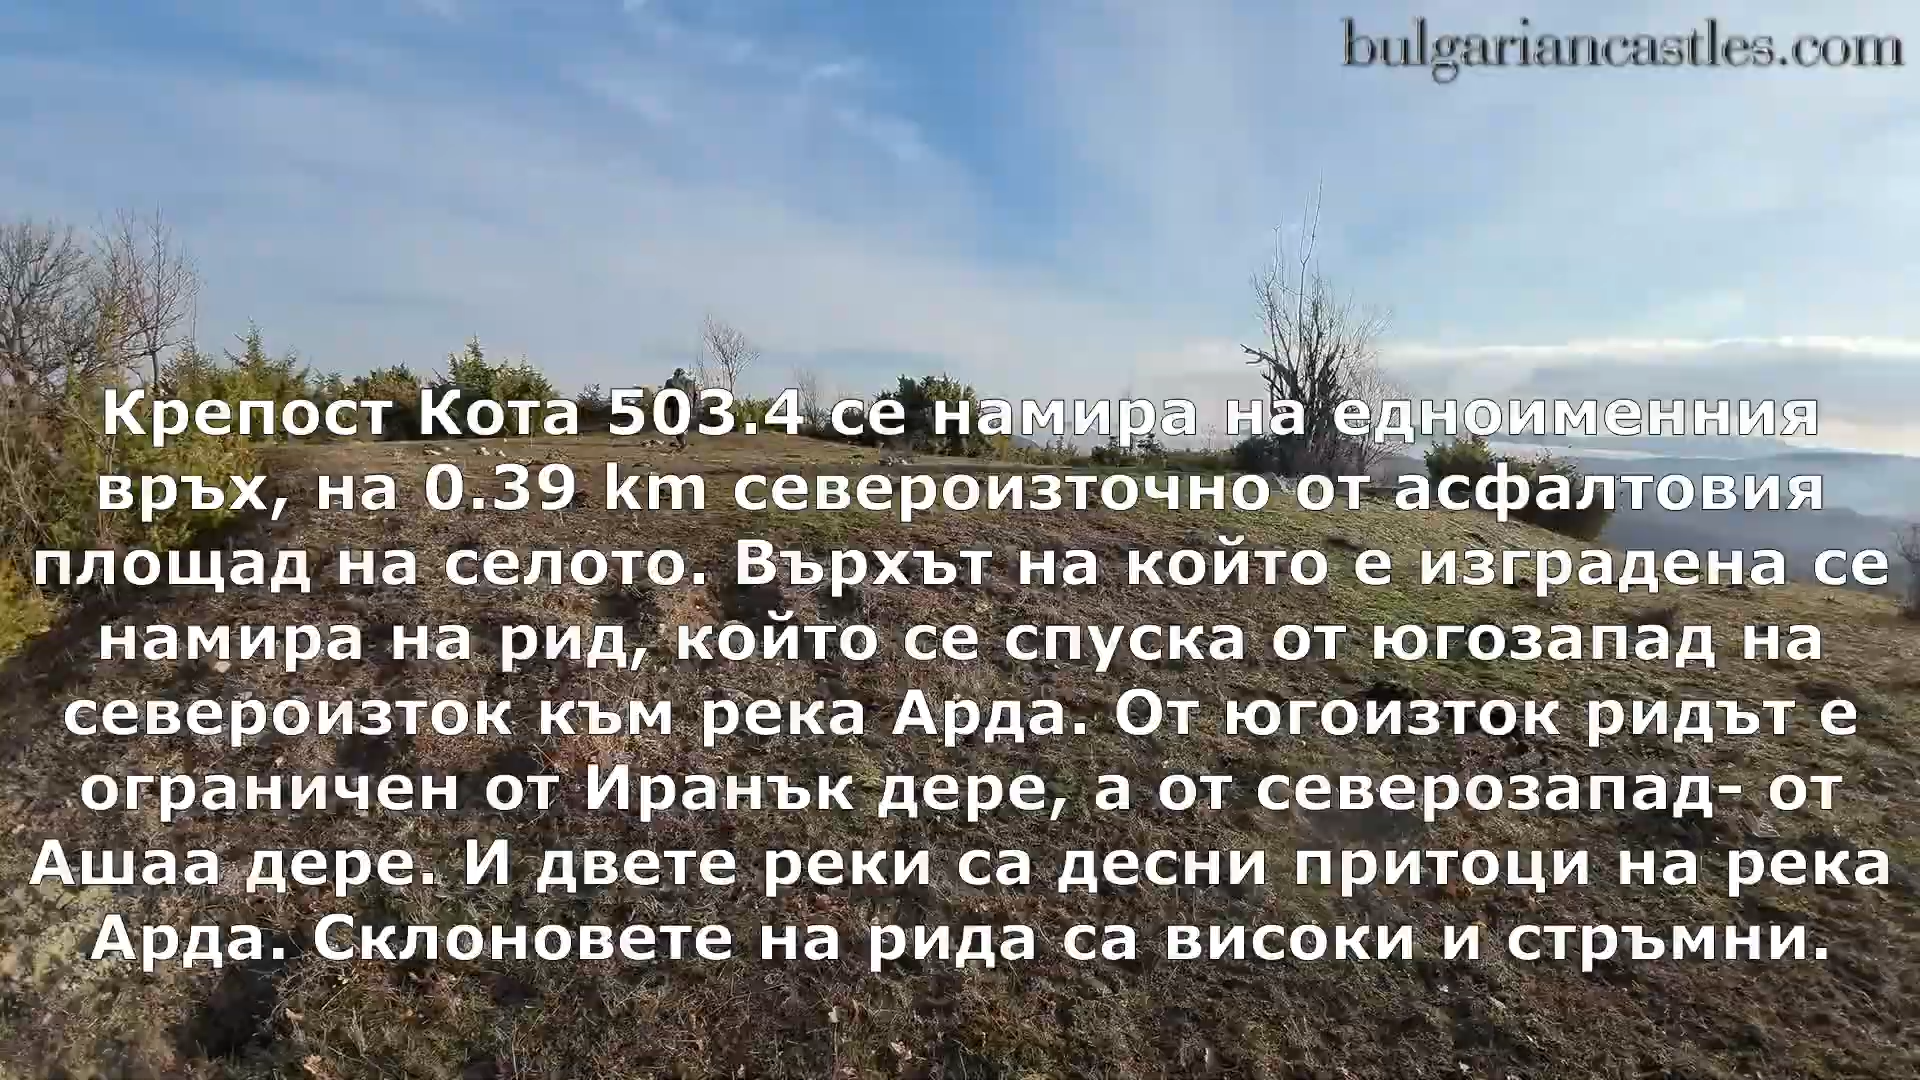 bulgariancastles.com
Крепост Кота 503.4 се намира на едноименния
връх, на 0.39 km североизточно от асфалтовия
площад на селото. Върхът на който е изградена се
намира на рид, който се спуска от югозапад на
североизток към река Арда. От югоизток ридът е
ограничен от Иранък дере, а от северозапад- от
Ашаа дере. И двете реки са десни притоци на река
Арда. Склоновете на рида са високи и стръмни.